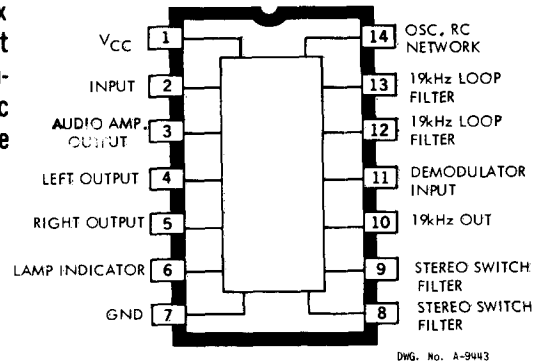 x
t
-
c
e
VCC 1
INPUT 2
AUDIO AMP.
OUTPUT 3
LEFT OUTPUT 4
RIGHT OUTPUT 5
LAMP INDICATOR 6
GND 7
14 OSC. RC
NETWORK
13 19kHz LOOP
FILTER
12 19kHz LOOP
FILTER
11 DEMODULATOR
INPUT
10 19kHz OUT
9 STEREO SWITCH
FILTER
8 STEREO SWITCH
FILTER
DWG. No. A-9443